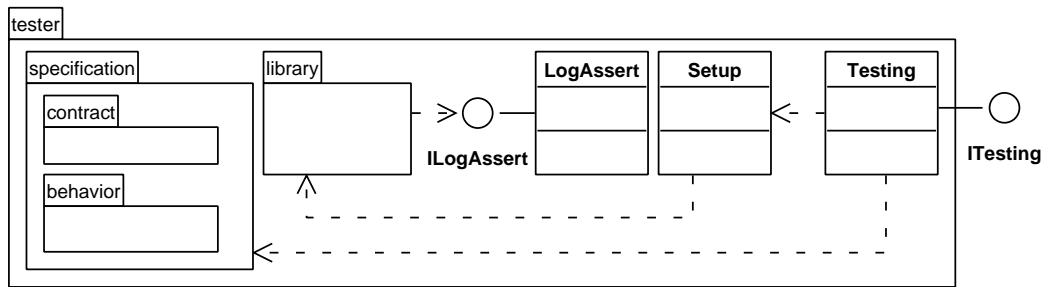 tester
specification
library
LogAssert
Setup
Testing
contract
ILogAssert
ITesting
behavior